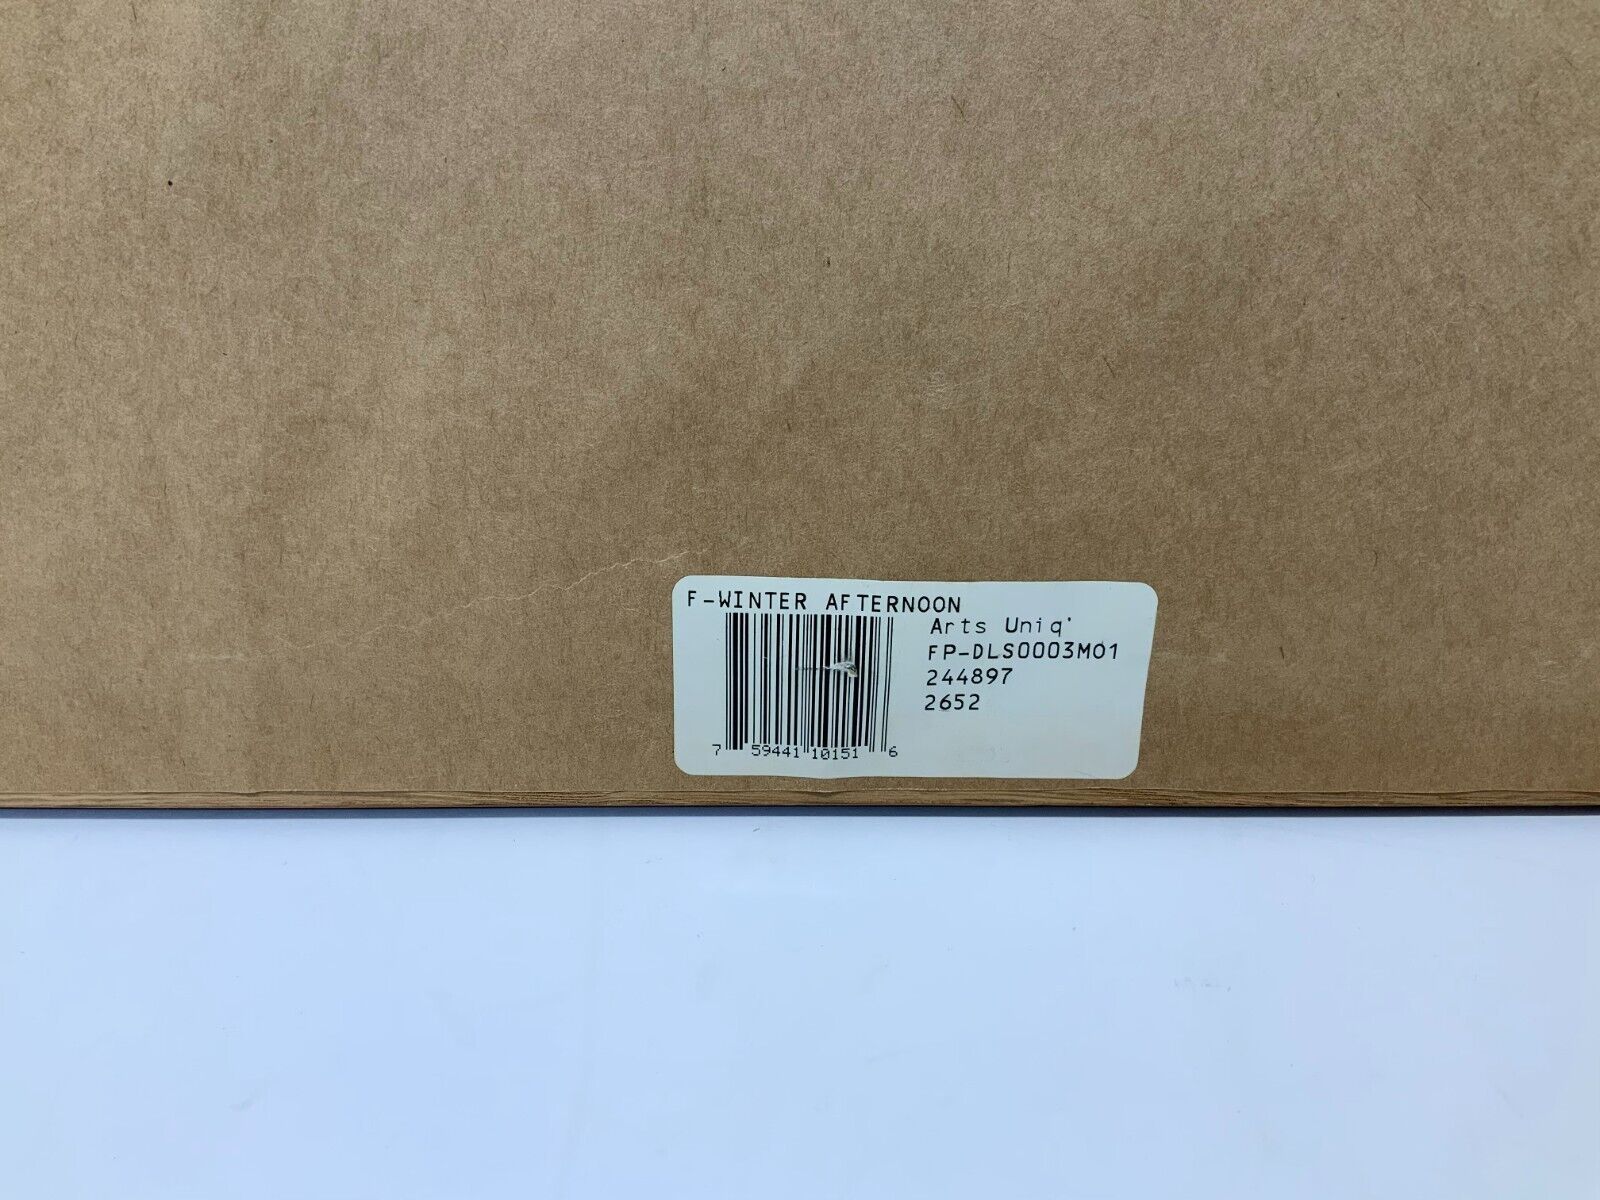 F-WINTER AFTERNOON
Arts Uniq'
FP-DLS0003M01
244897
2652
7 59441 10151 6